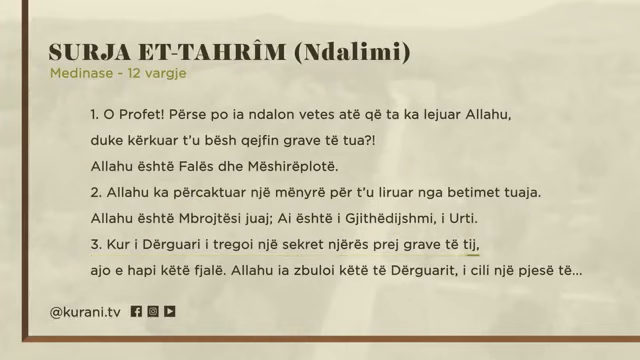 SURJA ET-TAHRÎM (Ndalimi)
Medinase - 12 vargje
1. O Profet! Përse po ia ndalon vetes atë që ta ka lejuar Allahu,
duke kërkuar t'u bësh qejfin grave të tua?!
Allahu është Falës dhe Mëshirëplotë.
2. Allahu ka përcaktuar një mënyrë për t'u liruar nga betimet tuaja.
Allahu është Mbrojtësi juaj; Ai është i Gjithëdijshmi, i Urti.
3. Kur i Dërguari i tregoi një sekret njërës prej grave të tij,
ajo e hapi këtë fjalë. Allahu ia zbuloi këtë të Dërguarit, i cili një pjesë të...
@kurani.tv